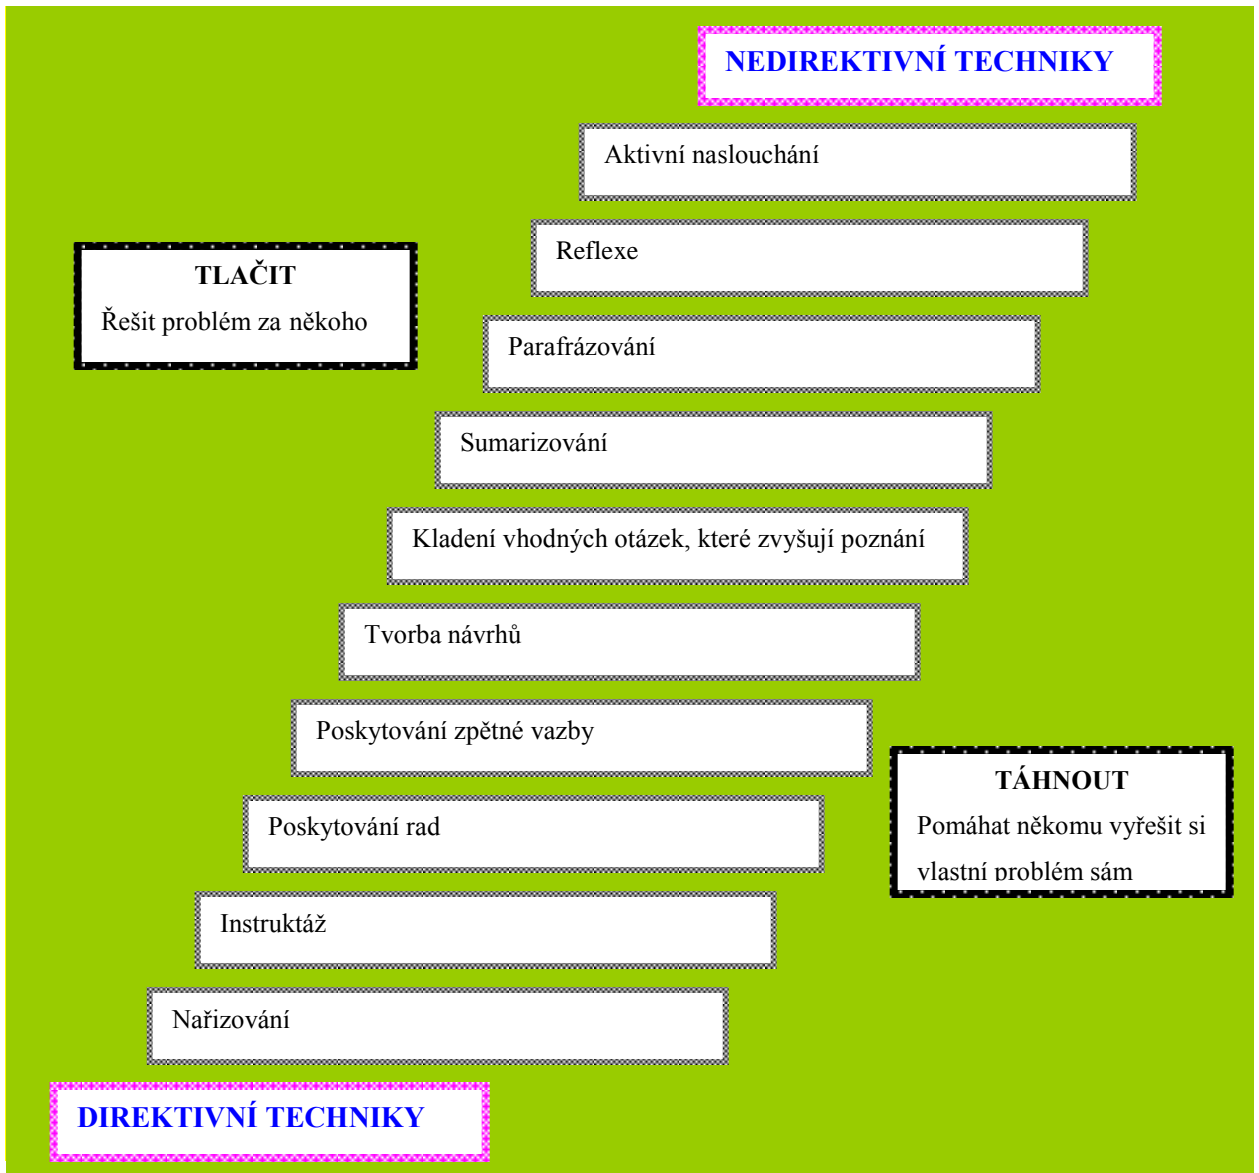 NEDIREKTIVNÍ TECHNIKY
Aktivní naslouchání
Reflexe
TLAČIT
Řešit problém za někoho
Parafrázování
Sumarizování
Kladení vhodných otázek, které zvyšují poznání
Tvorba návrhů
Poskytování zpětné vazby
TÁHNOUT
Pomáhat někomu vyřešit si
vlastní problém sám
Poskytování rad
Instruktáž
Nařizování
DIREKTIVNÍ TECHNIKY